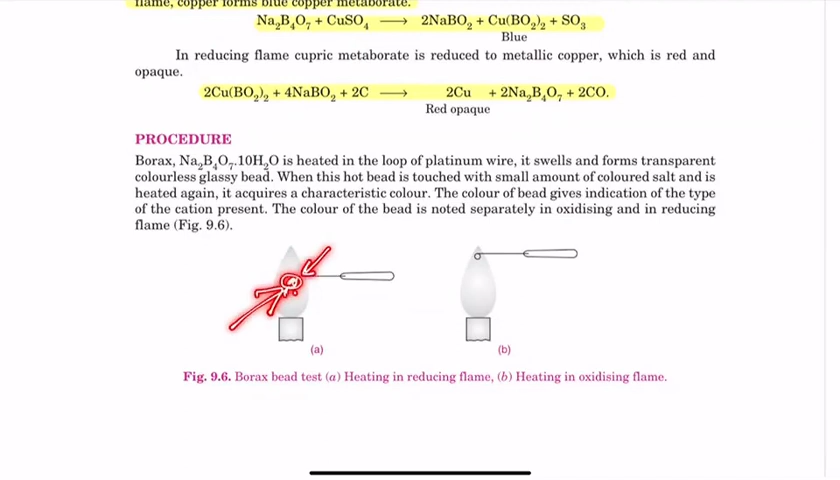 flame, copper forms blue copper metaborate.
Na₂B₄O₇ + CuSO₄ ⟶ 2NaBO₂ + Cu(BO₂)₂ + SO₃
Blue
In reducing flame cupric metaborate is reduced to metallic copper, which is red and
opaque.
2Cu(BO₂)₂ + 4NaBO₂ + 2C ⟶ 2Cu + 2Na₂B₄O₇ + 2CO.
Red opaque
PROCEDURE
Borax, Na₂B₄O₇.10H₂O is heated in the loop of platinum wire, it swells and forms transparent
colourless glassy bead. When this hot bead is touched with small amount of coloured salt and is
heated again, it acquires a characteristic colour. The colour of bead gives indication of the type
of the cation present. The colour of the bead is noted separately in oxidising and in reducing
flame (Fig. 9.6).
(a) (b)
Fig. 9.6. Borax bead test (a) Heating in reducing flame, (b) Heating in oxidising flame.